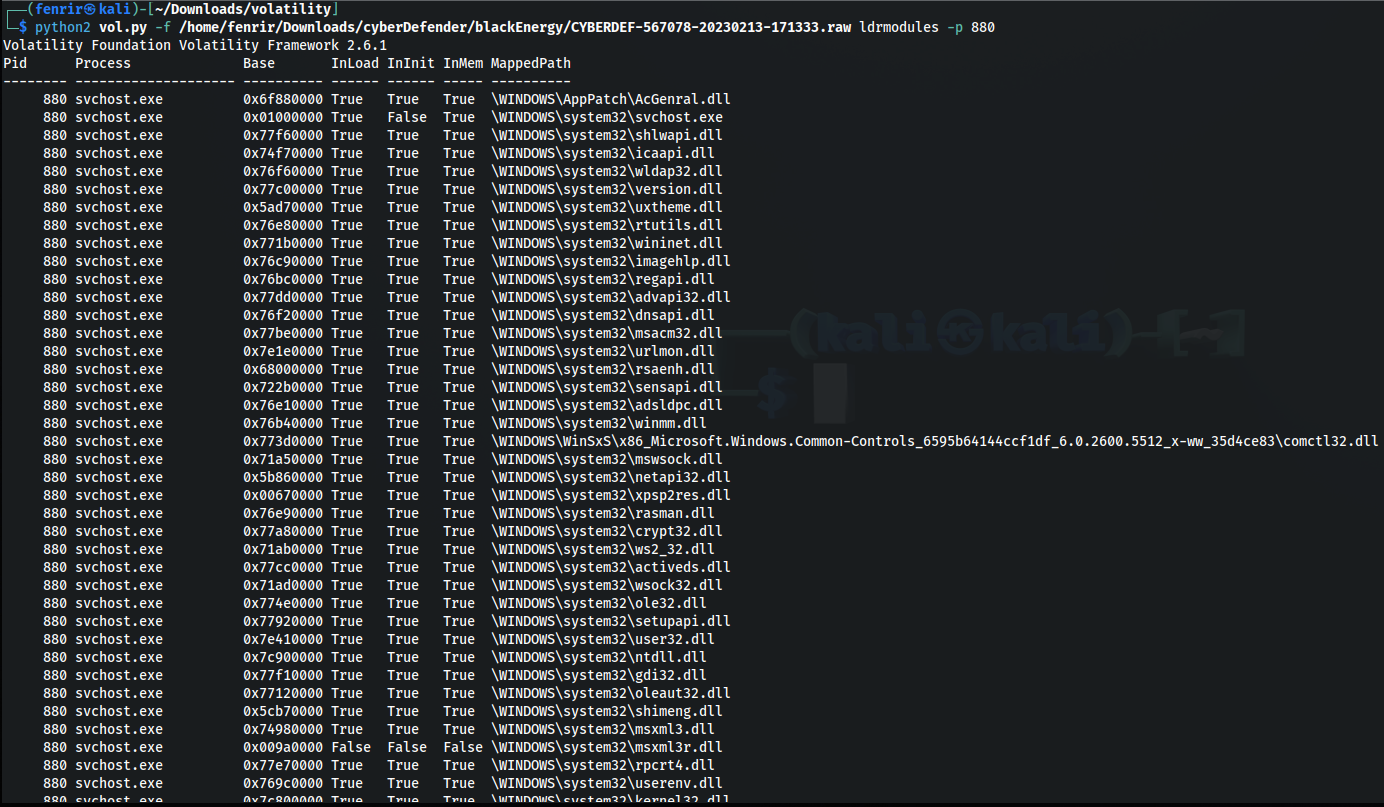 ┌──(fenrir㉿kali)-[~/Downloads/volatility]
└─$ python2 vol.py -f /home/fenrir/Downloads/cyberDefender/blackEnergy/CYBERDEF-567078-20230213-171333.raw ldrmodules -p 880
Volatility Foundation Volatility Framework 2.6.1
Pid      Process              Base       InLoad InInit InMem MappedPath
-------- -------------------- ---------- ------ ------ ----- ----------
     880 svchost.exe          0x6f880000 True   True   True  \WINDOWS\AppPatch\AcGenral.dll
     880 svchost.exe          0x01000000 True   False  True  \WINDOWS\system32\svchost.exe
     880 svchost.exe          0x77f60000 True   True   True  \WINDOWS\system32\shlwapi.dll
     880 svchost.exe          0x74f70000 True   True   True  \WINDOWS\system32\icaapi.dll
     880 svchost.exe          0x76f60000 True   True   True  \WINDOWS\system32\wldap32.dll
     880 svchost.exe          0x77c00000 True   True   True  \WINDOWS\system32\version.dll
     880 svchost.exe          0x5ad70000 True   True   True  \WINDOWS\system32\uxtheme.dll
     880 svchost.exe          0x76e80000 True   True   True  \WINDOWS\system32\rtutils.dll
     880 svchost.exe          0x771b0000 True   True   True  \WINDOWS\system32\wininet.dll
     880 svchost.exe          0x76c90000 True   True   True  \WINDOWS\system32\imagehlp.dll
     880 svchost.exe          0x76bc0000 True   True   True  \WINDOWS\system32\regapi.dll
     880 svchost.exe          0x77dd0000 True   True   True  \WINDOWS\system32\advapi32.dll
     880 svchost.exe          0x76f20000 True   True   True  \WINDOWS\system32\dnsapi.dll
     880 svchost.exe          0x77be0000 True   True   True  \WINDOWS\system32\msacm32.dll
     880 svchost.exe          0x7e1e0000 True   True   True  \WINDOWS\system32\urlmon.dll
     880 svchost.exe          0x68000000 True   True   True  \WINDOWS\system32\rsaenh.dll
     880 svchost.exe          0x722b0000 True   True   True  \WINDOWS\system32\sensapi.dll
     880 svchost.exe          0x76e10000 True   True   True  \WINDOWS\system32\adsldpc.dll
     880 svchost.exe          0x76b40000 True   True   True  \WINDOWS\system32\winmm.dll
     880 svchost.exe          0x773d0000 True   True   True  \WINDOWS\WinSxS\x86_Microsoft.Windows.Common-Controls_6595b64144ccf1df_6.0.2600.5512_x-ww_35d4ce83\comctl32.dll
     880 svchost.exe          0x71a50000 True   True   True  \WINDOWS\system32\mswsock.dll
     880 svchost.exe          0x5b860000 True   True   True  \WINDOWS\system32\netapi32.dll
     880 svchost.exe          0x00670000 True   True   True  \WINDOWS\system32\xpsp2res.dll
     880 svchost.exe          0x76e90000 True   True   True  \WINDOWS\system32\rasman.dll
     880 svchost.exe          0x77a80000 True   True   True  \WINDOWS\system32\crypt32.dll
     880 svchost.exe          0x71ab0000 True   True   True  \WINDOWS\system32\ws2_32.dll
     880 svchost.exe          0x77cc0000 True   True   True  \WINDOWS\system32\activeds.dll
     880 svchost.exe          0x71ad0000 True   True   True  \WINDOWS\system32\wsock32.dll
     880 svchost.exe          0x774e0000 True   True   True  \WINDOWS\system32\ole32.dll
     880 svchost.exe          0x77920000 True   True   True  \WINDOWS\system32\setupapi.dll
     880 svchost.exe          0x7e410000 True   True   True  \WINDOWS\system32\user32.dll
     880 svchost.exe          0x7c900000 True   True   True  \WINDOWS\system32\ntdll.dll
     880 svchost.exe          0x77f10000 True   True   True  \WINDOWS\system32\gdi32.dll
     880 svchost.exe          0x77120000 True   True   True  \WINDOWS\system32\oleaut32.dll
     880 svchost.exe          0x5cb70000 True   True   True  \WINDOWS\system32\shimeng.dll
     880 svchost.exe          0x74980000 True   True   True  \WINDOWS\system32\msxml3.dll
     880 svchost.exe          0x009a0000 False  False  False \WINDOWS\system32\msxml3r.dll
     880 svchost.exe          0x77e70000 True   True   True  \WINDOWS\system32\rpcrt4.dll
     880 svchost.exe          0x769c0000 True   True   True  \WINDOWS\system32\userenv.dll
     880 svchost.exe          0x7c800000 True   True   True  \WINDOWS\system32\kernel32.dll
(kali㉿kali)-[~]
$